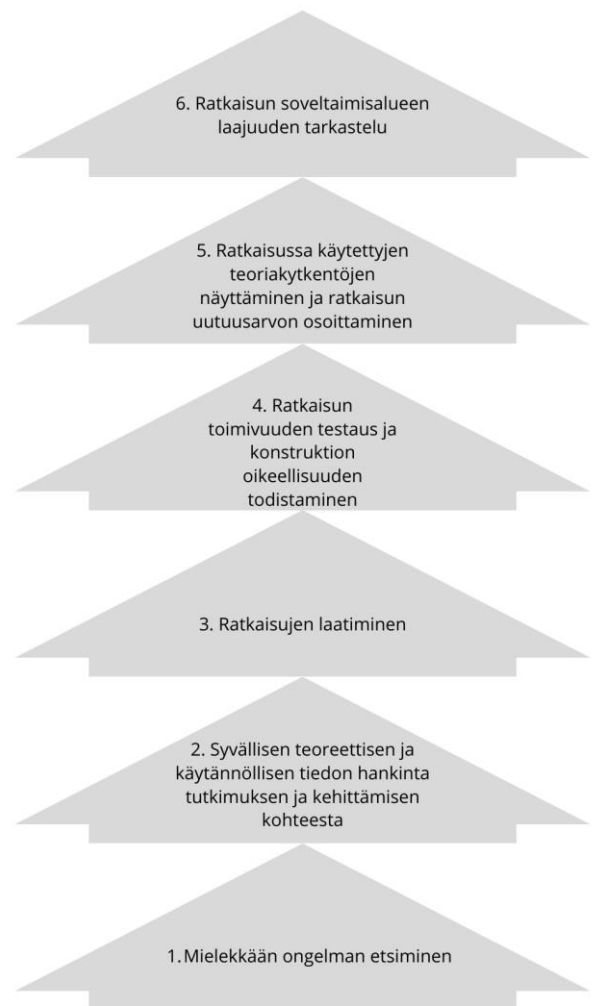 6. Ratkaisun soveltaimisalueen
laajuuden tarkastelu
5. Ratkaisussa käytettyjen
teoriakytkentöjen
näyttäminen ja ratkaisun
uutuusarvon osoittaminen
4. Ratkaisun
toimivuuden testaus ja
konstruktion
oikeellisuuden
todistaminen
3. Ratkaisujen laatiminen
2. Syvällisen teoreettisen ja
käytännöllisen tiedon hankinta
tutkimuksen ja kehittämisen
kohteesta
1. Mielekkään ongelman etsiminen